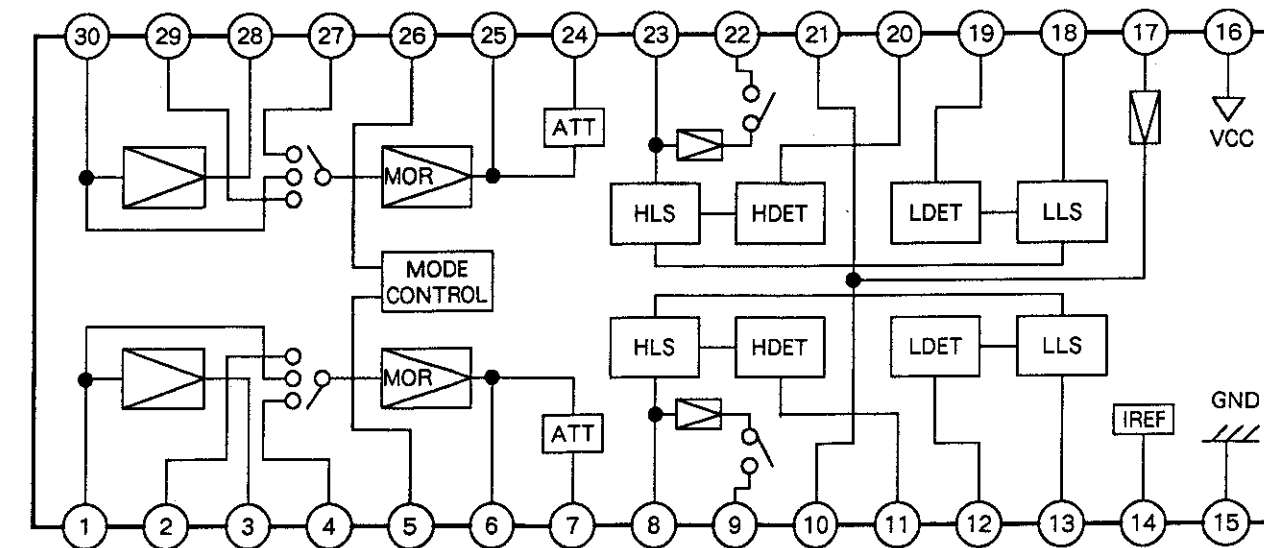 30 29 28 27 26 25 24 23 22 21 20 19 18 17 16
ATT
VCC
MOR
HLS HDET LDET LLS
MODE
CONTROL
HLS HDET LDET LLS
MOR
ATT
IREF
GND
1 2 3 4 5 6 7 8 9 10 11 12 13 14 15